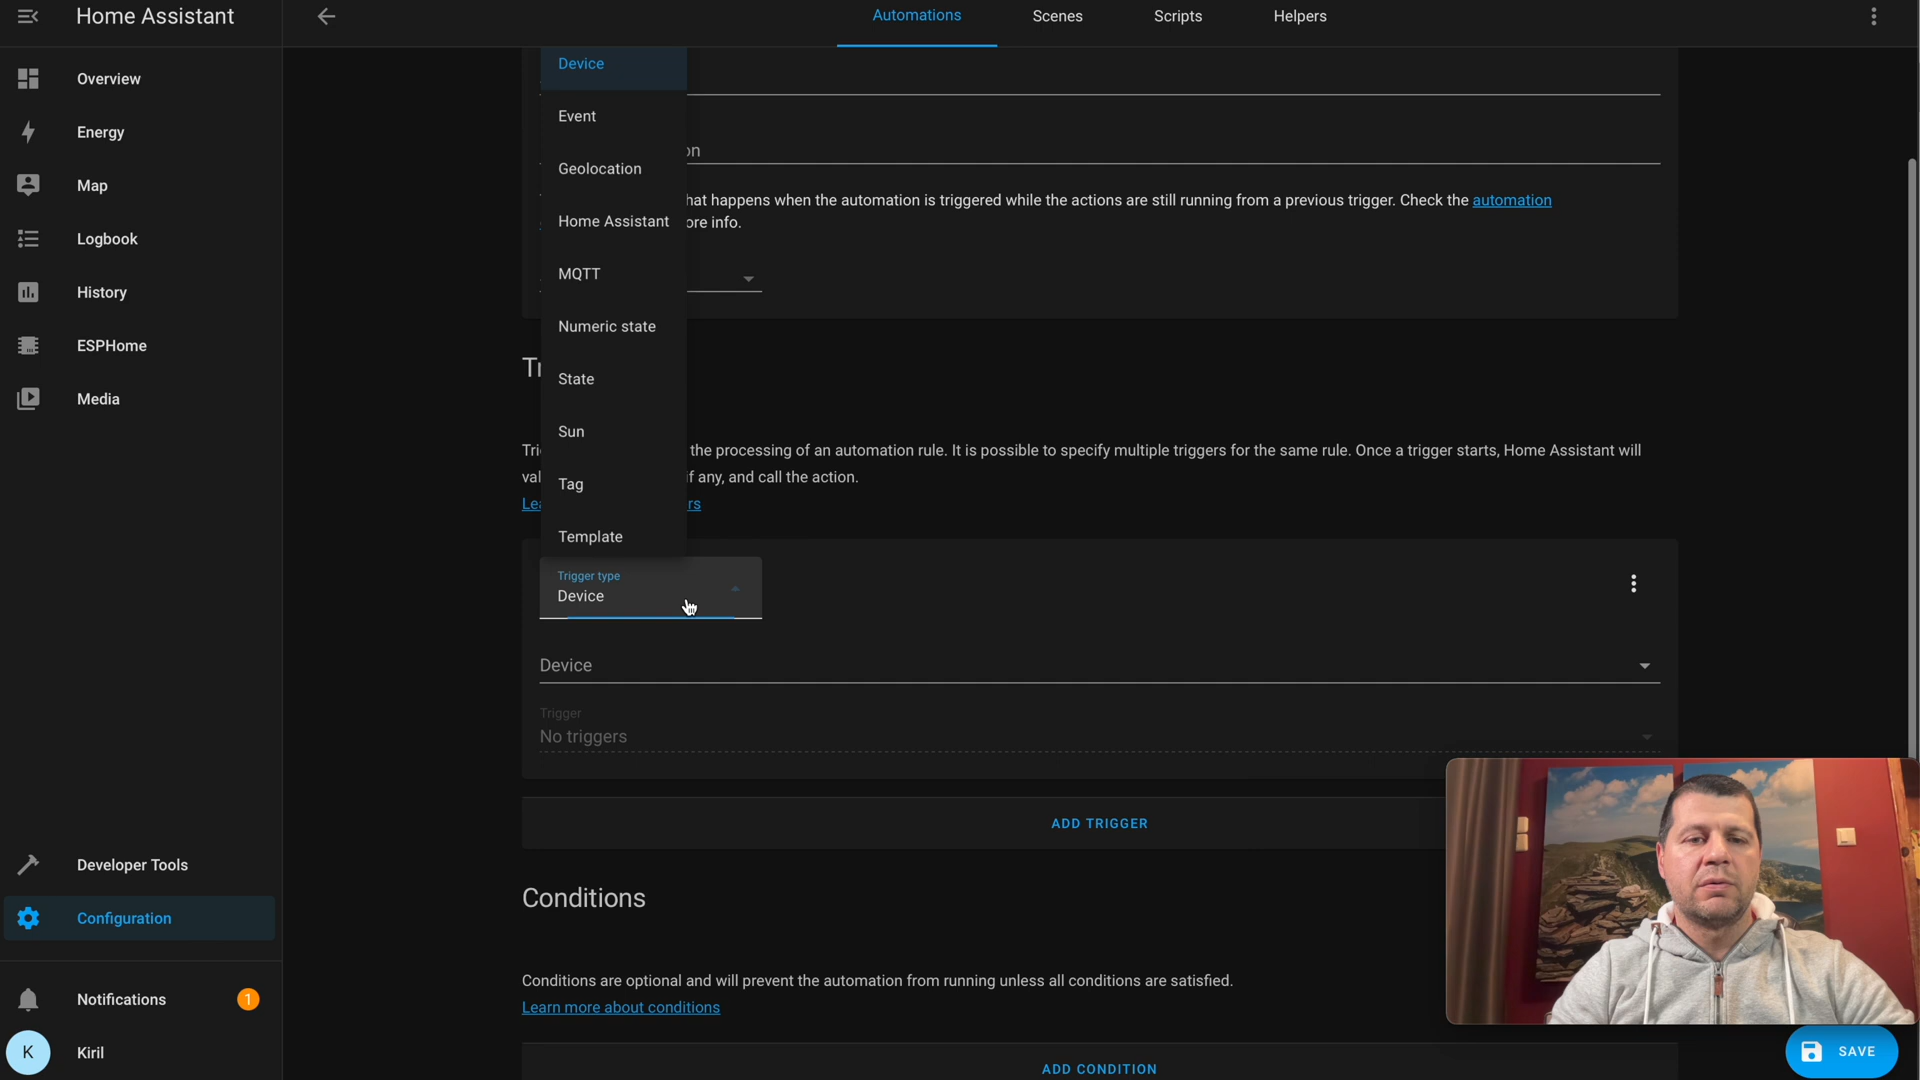 Home Assistant
Automations
Scenes
Scripts
Helpers
Overview
Energy
Map
Logbook
History
ESPHome
Media
Developer Tools
Configuration
Notifications
1
K
Kiril
Device
Event
Geolocation
Home Assistant
MQTT
Numeric state
State
Sun
Tag
Template
on
hat happens when the automation is triggered while the actions are still running from a previous trigger. Check the automation
ore info.
Tr
Tri the processing of an automation rule. It is possible to specify multiple triggers for the same rule. Once a trigger starts, Home Assistant will
val if any, and call the action.
Lea rs
Trigger type
Device
Device
Trigger
No triggers
ADD TRIGGER
Conditions
Conditions are optional and will prevent the automation from running unless all conditions are satisfied.
Learn more about conditions
ADD CONDITION
SAVE